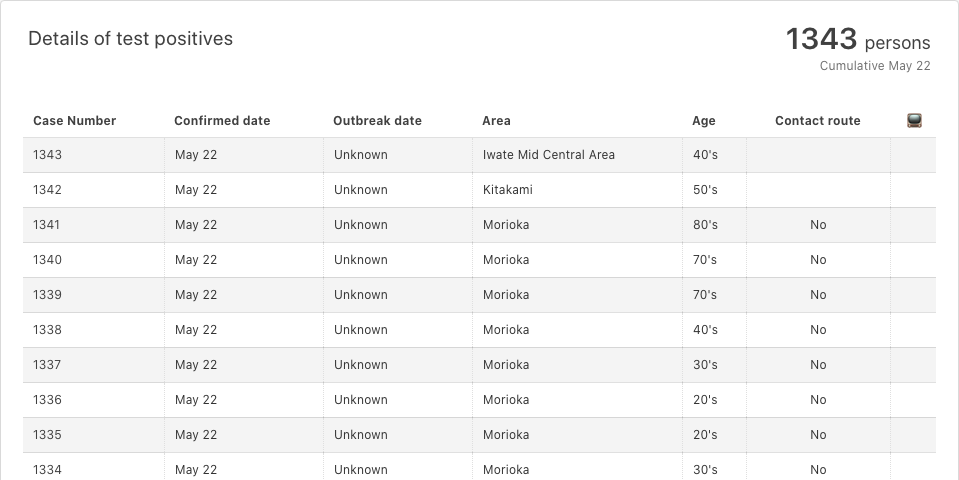 Details of test positives
1343 persons
Cumulative May 22
Case Number Confirmed date Outbreak date Area Age Contact route
1343 May 22 Unknown Iwate Mid Central Area 40's
1342 May 22 Unknown Kitakami 50's
1341 May 22 Unknown Morioka 80's No
1340 May 22 Unknown Morioka 70's No
1339 May 22 Unknown Morioka 70's No
1338 May 22 Unknown Morioka 40's No
1337 May 22 Unknown Morioka 30's No
1336 May 22 Unknown Morioka 20's No
1335 May 22 Unknown Morioka 20's No
1334 May 22 Unknown Morioka 30's No